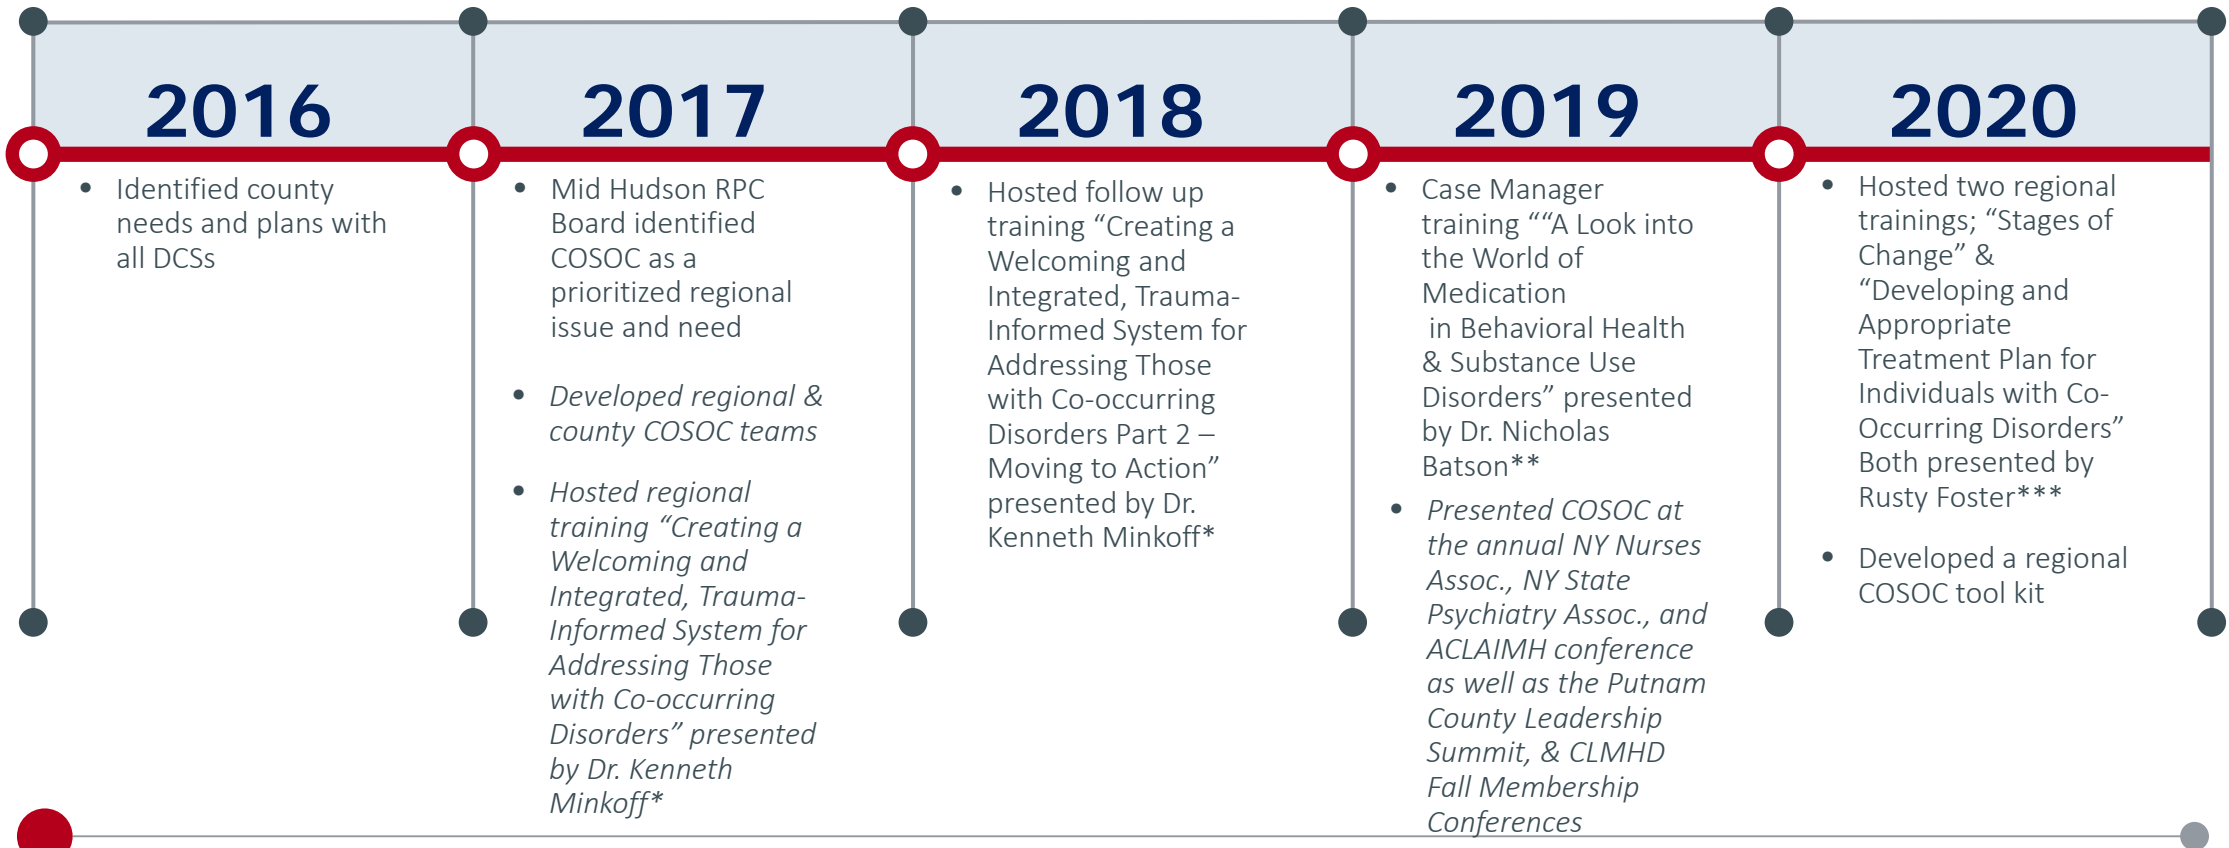 2016
• Identified county
needs and plans with
all DCSs
2017
• Mid Hudson RPC
Board identified
COSOC as a
prioritized regional
issue and need
• Developed regional &
county COSOC teams
• Hosted regional
training “Creating a
Welcoming and
Integrated, Trauma-
Informed System for
Addressing Those
with Co-occurring
Disorders” presented
by Dr. Kenneth
Minkoff*
2018
• Hosted follow up
training “Creating a
Welcoming and
Integrated, Trauma-
Informed System for
Addressing Those
with Co-occurring
Disorders Part 2 –
Moving to Action”
presented by Dr.
Kenneth Minkoff*
2019
• Case Manager
training ““A Look into
the World of
Medication
in Behavioral Health
& Substance Use
Disorders” presented
by Dr. Nicholas
Batson**
• Presented COSOC at
the annual NY Nurses
Assoc., NY State
Psychiatry Assoc., and
ACLAIMH conference
as well as the Putnam
County Leadership
Summit, & CLMHD
Fall Membership
Conferences
2020
• Hosted two regional
trainings; “Stages of
Change” &
“Developing and
Appropriate
Treatment Plan for
Individuals with Co-
Occurring Disorders”
Both presented by
Rusty Foster***
• Developed a regional
COSOC tool kit